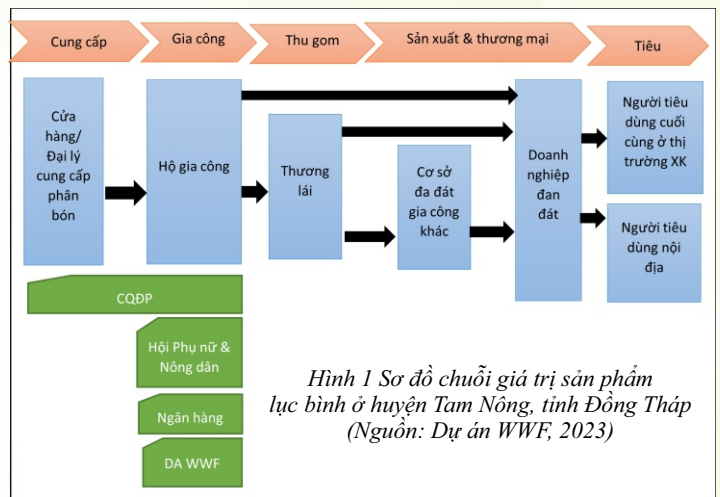 Cung cấp
Gia công
Thu gom
Sản xuất & thương mại
Tiêu
Cửa
hàng/
Đại lý
cung cấp
phân
bón
Hộ gia công
Thương
lái
Cơ sở
đa đát
gia công
khác
Doanh
nghiệp
đan
đát
Người tiêu
dùng cuối
cùng ở thị
trường XK
Người tiêu
dùng nội
địa
CQĐP
Hội Phụ nữ &
Nông dân
Ngân hàng
DA WWF
Hình 1 Sơ đồ chuỗi giá trị sản phẩm
lục bình ở huyện Tam Nông, tỉnh Đồng Tháp
(Nguồn: Dự án WWF, 2023)